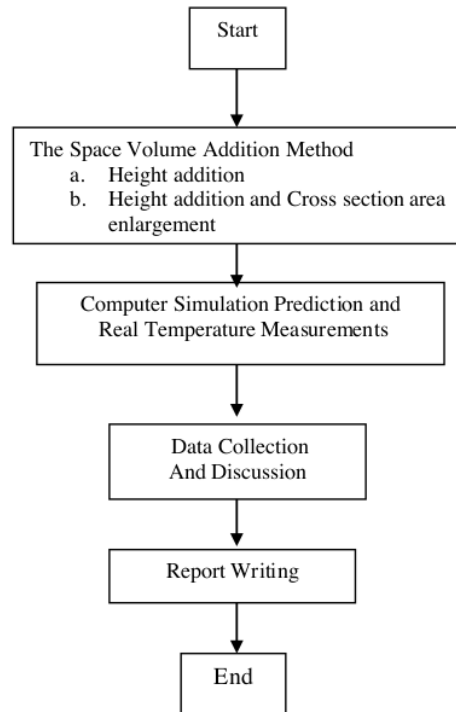 Start
The Space Volume Addition Method
a. Height addition
b. Height addition and Cross section area
enlargement
Computer Simulation Prediction and
Real Temperature Measurements
Data Collection
And Discussion
Report Writing
End